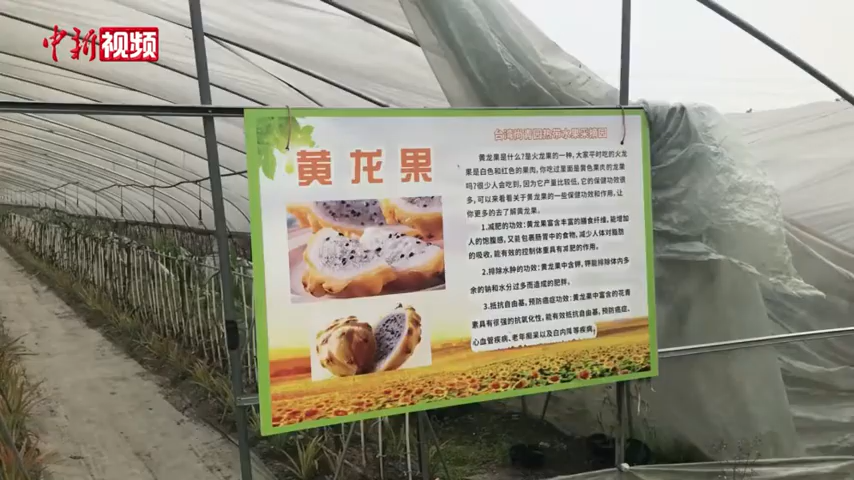 中新视频
黄龙果
台湾尚青园热带水果采摘园
黄龙果是什么?是火龙果的一种,大家平时吃的火龙
果是白色和红色的果肉,你吃过里面是黄色果肉的龙果
吗?很少人会吃到,因为它产量比较低,它的保健功效很
多,可以来看看关于黄龙果的一些保健功效和作用,让
你更多的去了解黄龙果。
1.减肥的功效:黄龙果富含丰富的膳食纤维,能增加
人的饱腹感,又能包裹肠胃中的食物,减少人体对脂肪
的吸收,能有效的控制体重具有减肥的作用。
2.排除水肿的功效:黄龙果中含钾,钾能排除体内多
余的钠和水分过多而造成的肥胖。
3.抵抗自由基,预防癌症功效:黄龙果中富含的花青
素具有很强的抗氧化性,能有效抵抗自由基,预防癌症、
心血管疾病、老年痴呆以及白内障等疾病。